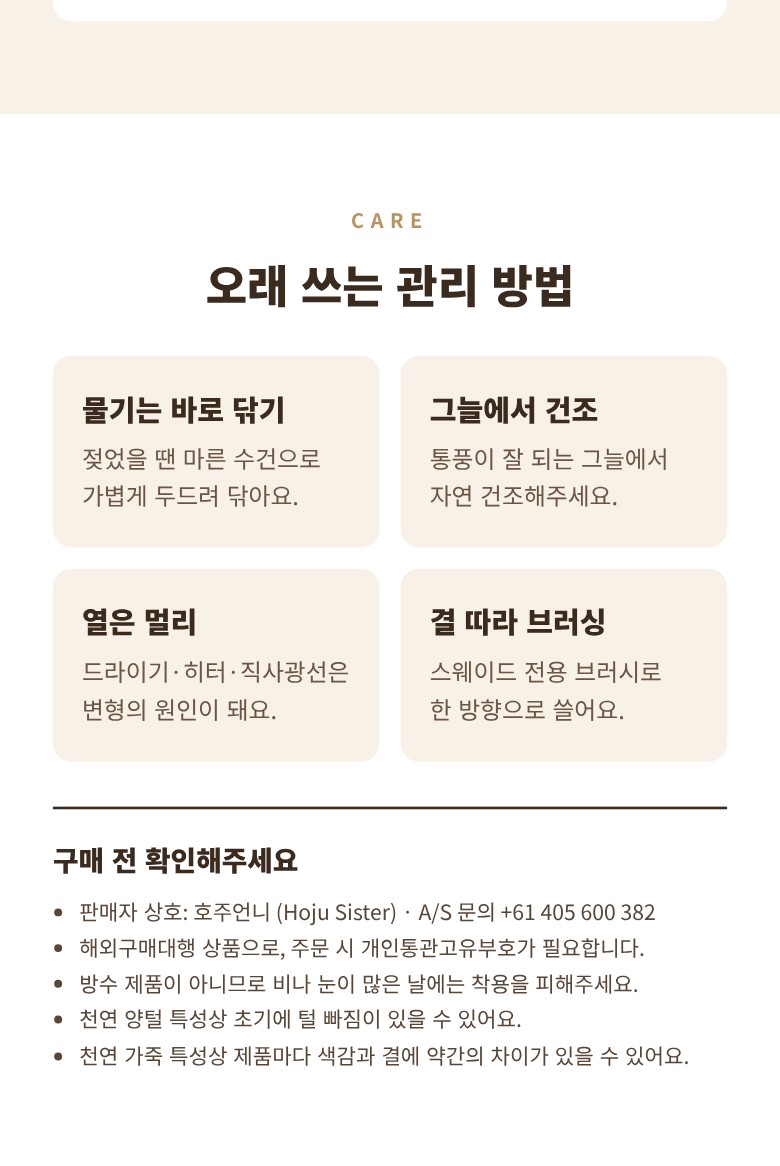 CARE
오래 쓰는 관리 방법
물기는 바로 닦기
젖었을 땐 마른 수건으로
가볍게 두드려 닦아요.
그늘에서 건조
통풍이 잘 되는 그늘에서
자연 건조해주세요.
열은 멀리
드라이기·히터·직사광선은
변형의 원인이 돼요.
결 따라 브러싱
스웨이드 전용 브러시로
한 방향으로 쓸어요.
구매 전 확인해주세요
• 판매자 상호: 호주언니 (Hoju Sister) · A/S 문의 +61 405 600 382
• 해외구매대행 상품으로, 주문 시 개인통관고유부호가 필요합니다.
• 방수 제품이 아니므로 비나 눈이 많은 날에는 착용을 피해주세요.
• 천연 양털 특성상 초기에 털 빠짐이 있을 수 있어요.
• 천연 가죽 특성상 제품마다 색감과 결에 약간의 차이가 있을 수 있어요.